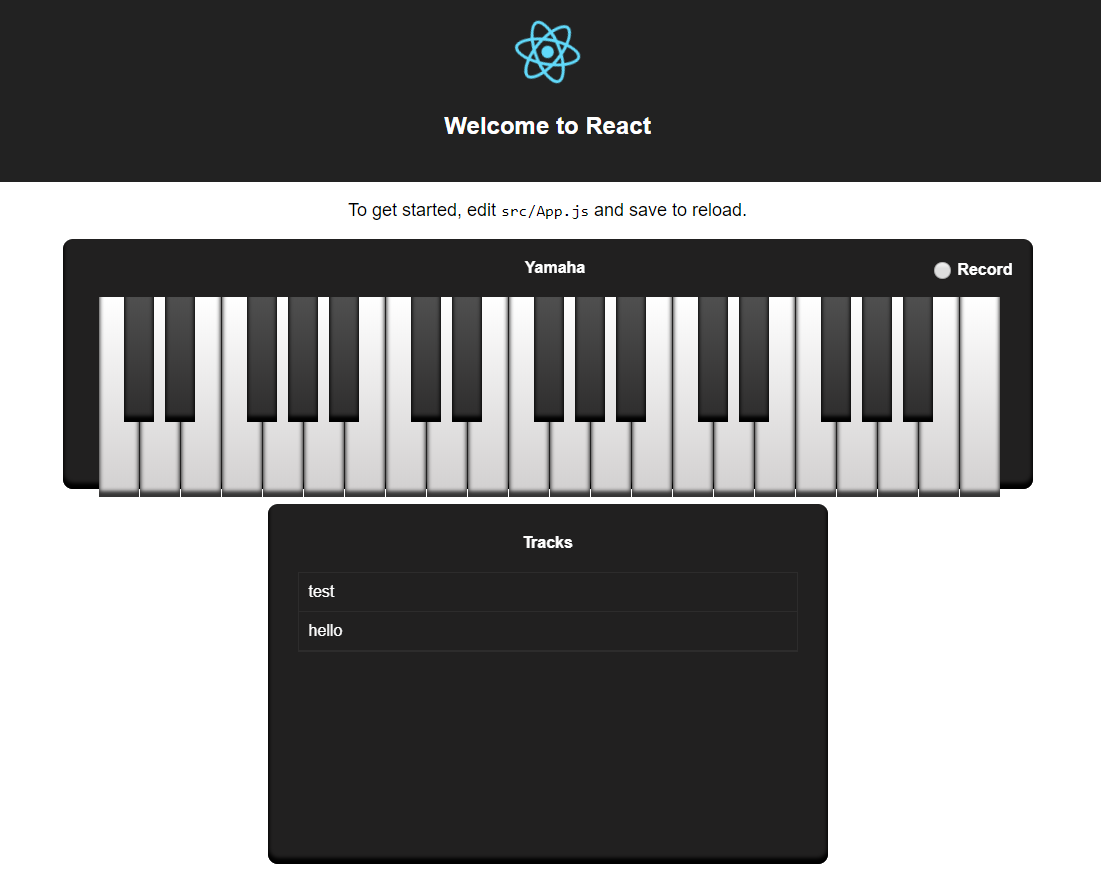 Welcome to React
To get started, edit src/App.js and save to reload.
Yamaha
Record
Tracks
test
hello